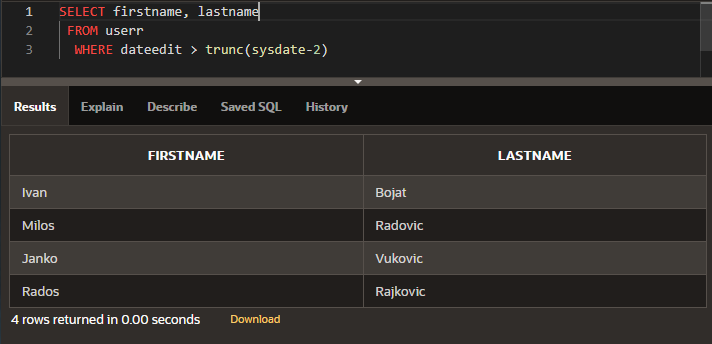 1 SELECT firstname, lastname
2 FROM userr
3 WHERE dateedit > trunc(sysdate-2)
Results Explain Describe Saved SQL History
FIRSTNAME LASTNAME
Ivan Bojat
Milos Radovic
Janko Vukovic
Rados Rajkovic
4 rows returned in 0.00 seconds Download